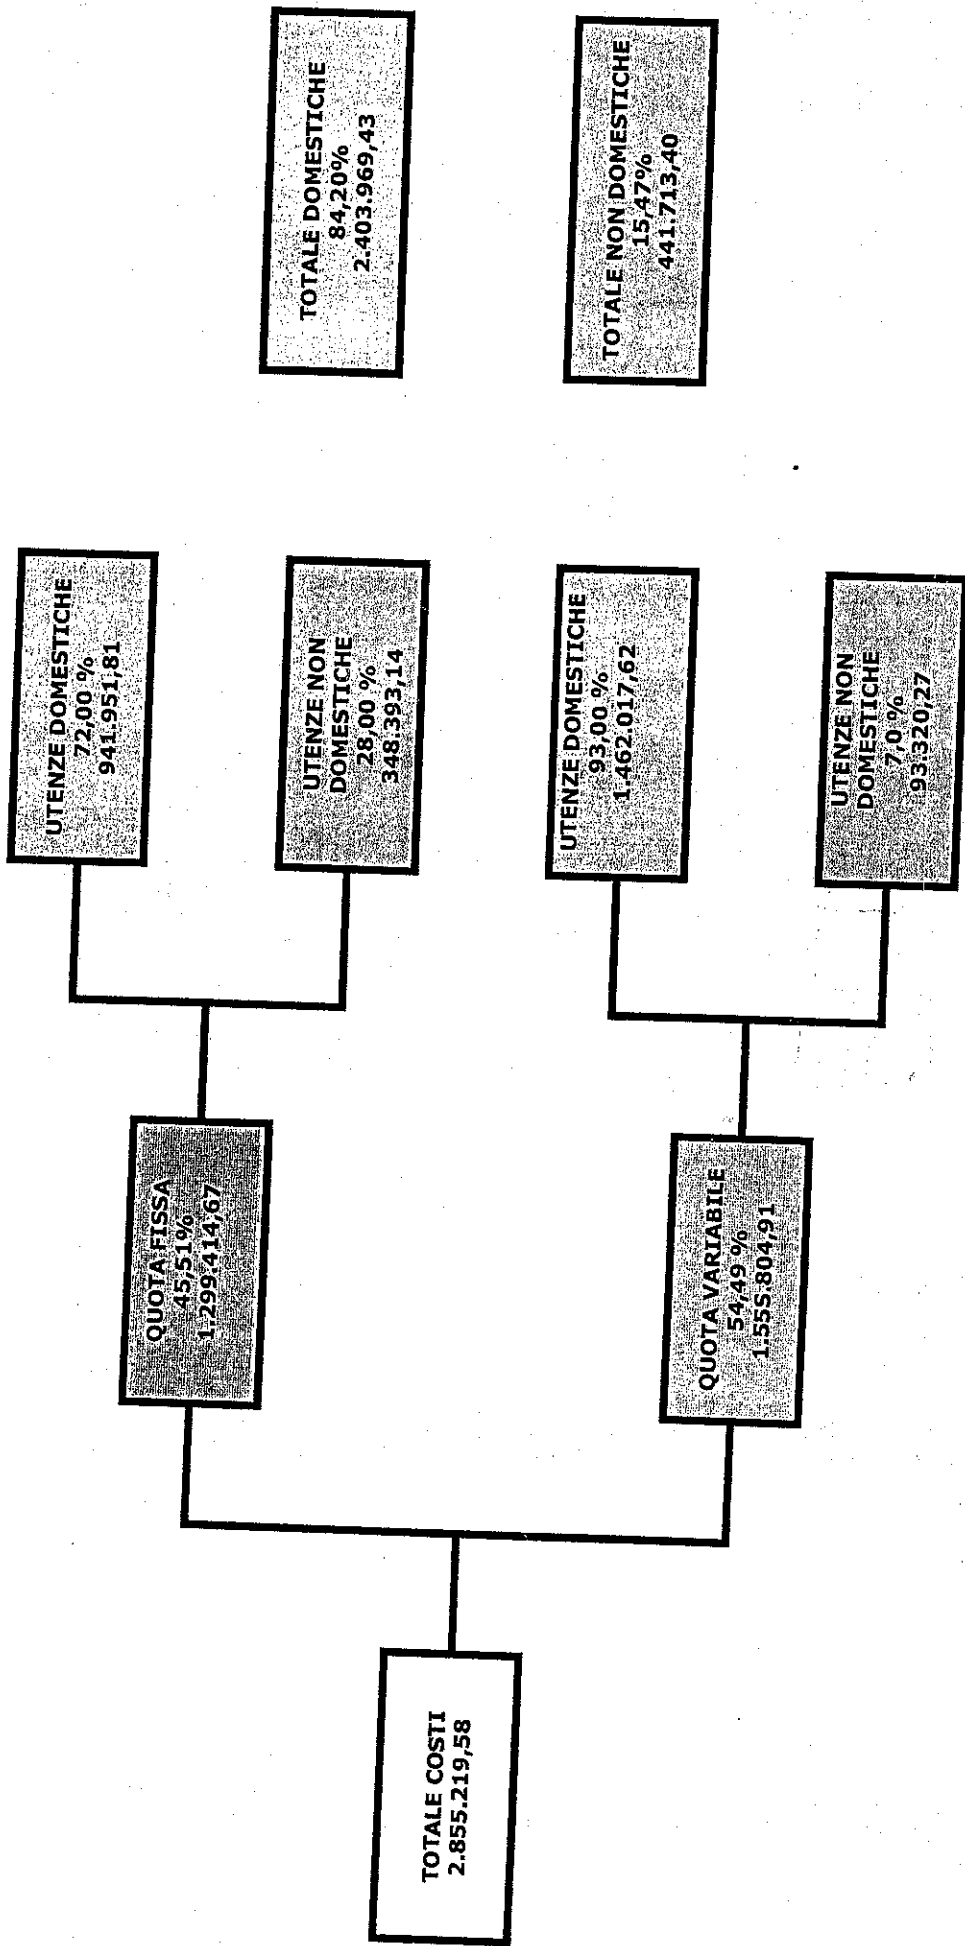 TOTALE COSTI
2.855.219,58
QUOTA FISSA
45,51%
1.299.414,67
QUOTA VARIABILE
54,49 %
1.555.804,91
UTENZE DOMESTICHE
72,00 %
941.951,81
UTENZE NON
DOMESTICHE
28,00 %
348.393,14
UTENZE DOMESTICHE
93,00 %
1.462.017,62
UTENZE NON
DOMESTICHE
7,0 %
93.320,27
TOTALE DOMESTICHE
84,20%
2.403.969,43
TOTALE NON DOMESTICHE
15,47%
441.713,40